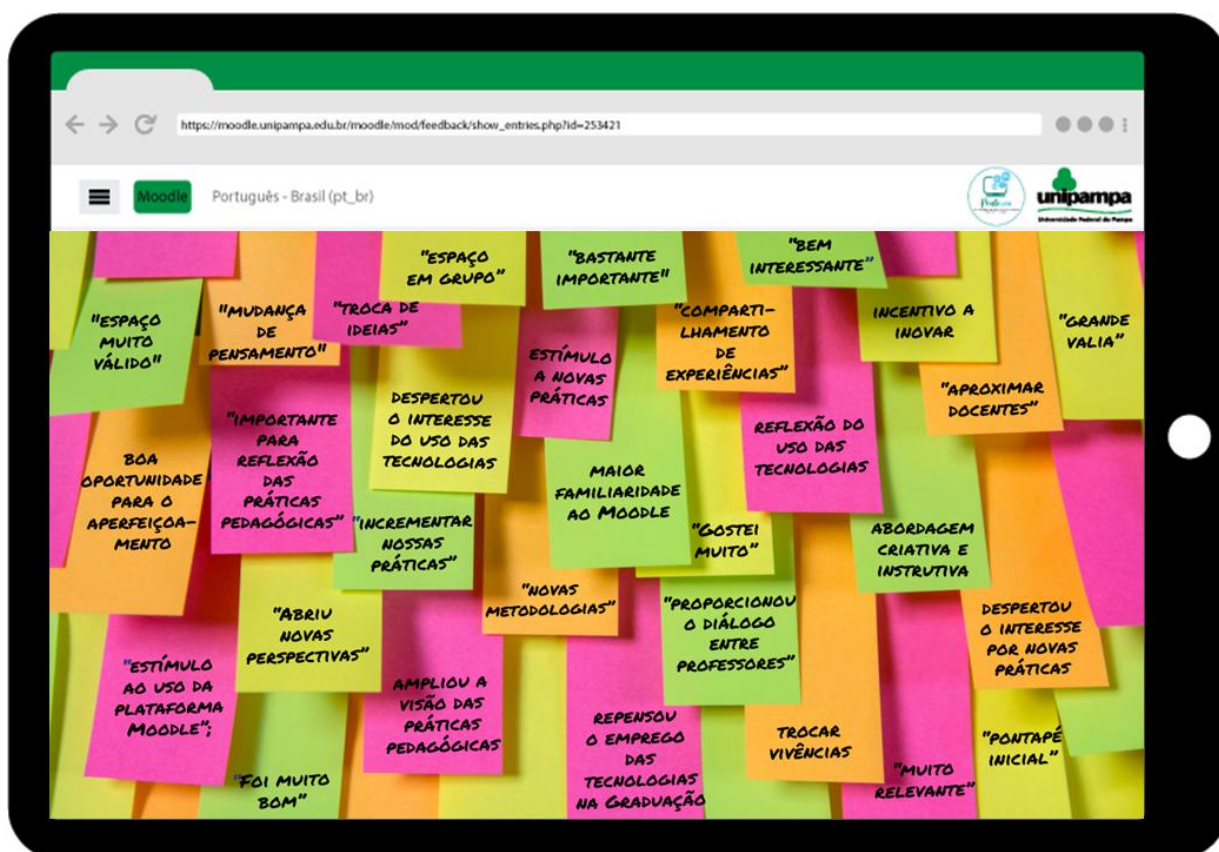 https://moodle.unipampa.edu.br/moodle/mod/feedback/show_entries.php?id=253421
Moodle
Português - Brasil (pt_br)
unipampa
Universidade Federal do Pampa
"ESPAÇO
EM GRUPO"
"BASTANTE
IMPORTANTE"
"BEM
INTERESSANTE"
"ESPAÇO
MUITO
VÁLIDO"
"MUDANÇA
DE
PENSAMENTO"
"TROCA DE
IDEIAS"
ESTÍMULO
A NOVAS
PRÁTICAS
"COMPARTI-
LHAMENTO
DE
EXPERIÊNCIAS"
INCENTIVO A
INOVAR
"GRANDE
VALIA"
"APROXIMAR
DOCENTES"
BOA
OPORTUNIDADE
PARA O
APERFEIÇOA-
MENTO
"IMPORTANTE
PARA
REFLEXÃO
DAS
PRÁTICAS
PEDAGÓGICAS"
DESPERTOU
O INTERESSE
DO USO DAS
TECNOLOGIAS
MAIOR
FAMILIARIDADE
AO MOODLE
REFLEXÃO DO
USO DAS
TECNOLOGIAS
"INCREMENTAR
NOSSAS
PRÁTICAS"
"GOSTEI
MUITO"
ABORDAGEM
CRIATIVA E
INSTRUTIVA
"ABRIU
NOVAS
PERSPECTIVAS"
"NOVAS
METODOLOGIAS"
"PROPORCIONOU
O DIÁLOGO
ENTRE
PROFESSORES"
DESPERTOU
O INTERESSE
POR NOVAS
PRÁTICAS
"ESTÍMULO
AO USO DA
PLATAFORMA
MOODLE";
AMPLIOU A
VISÃO DAS
PRÁTICAS
PEDAGÓGICAS
REPENSOU
O EMPREGO
DAS
TECNOLOGIAS
NA GRADUAÇÃO
TROCAR
VIVÊNCIAS
"PONTAPÉ
INICIAL"
"FOI MUITO
BOM"
"MUITO
RELEVANTE"